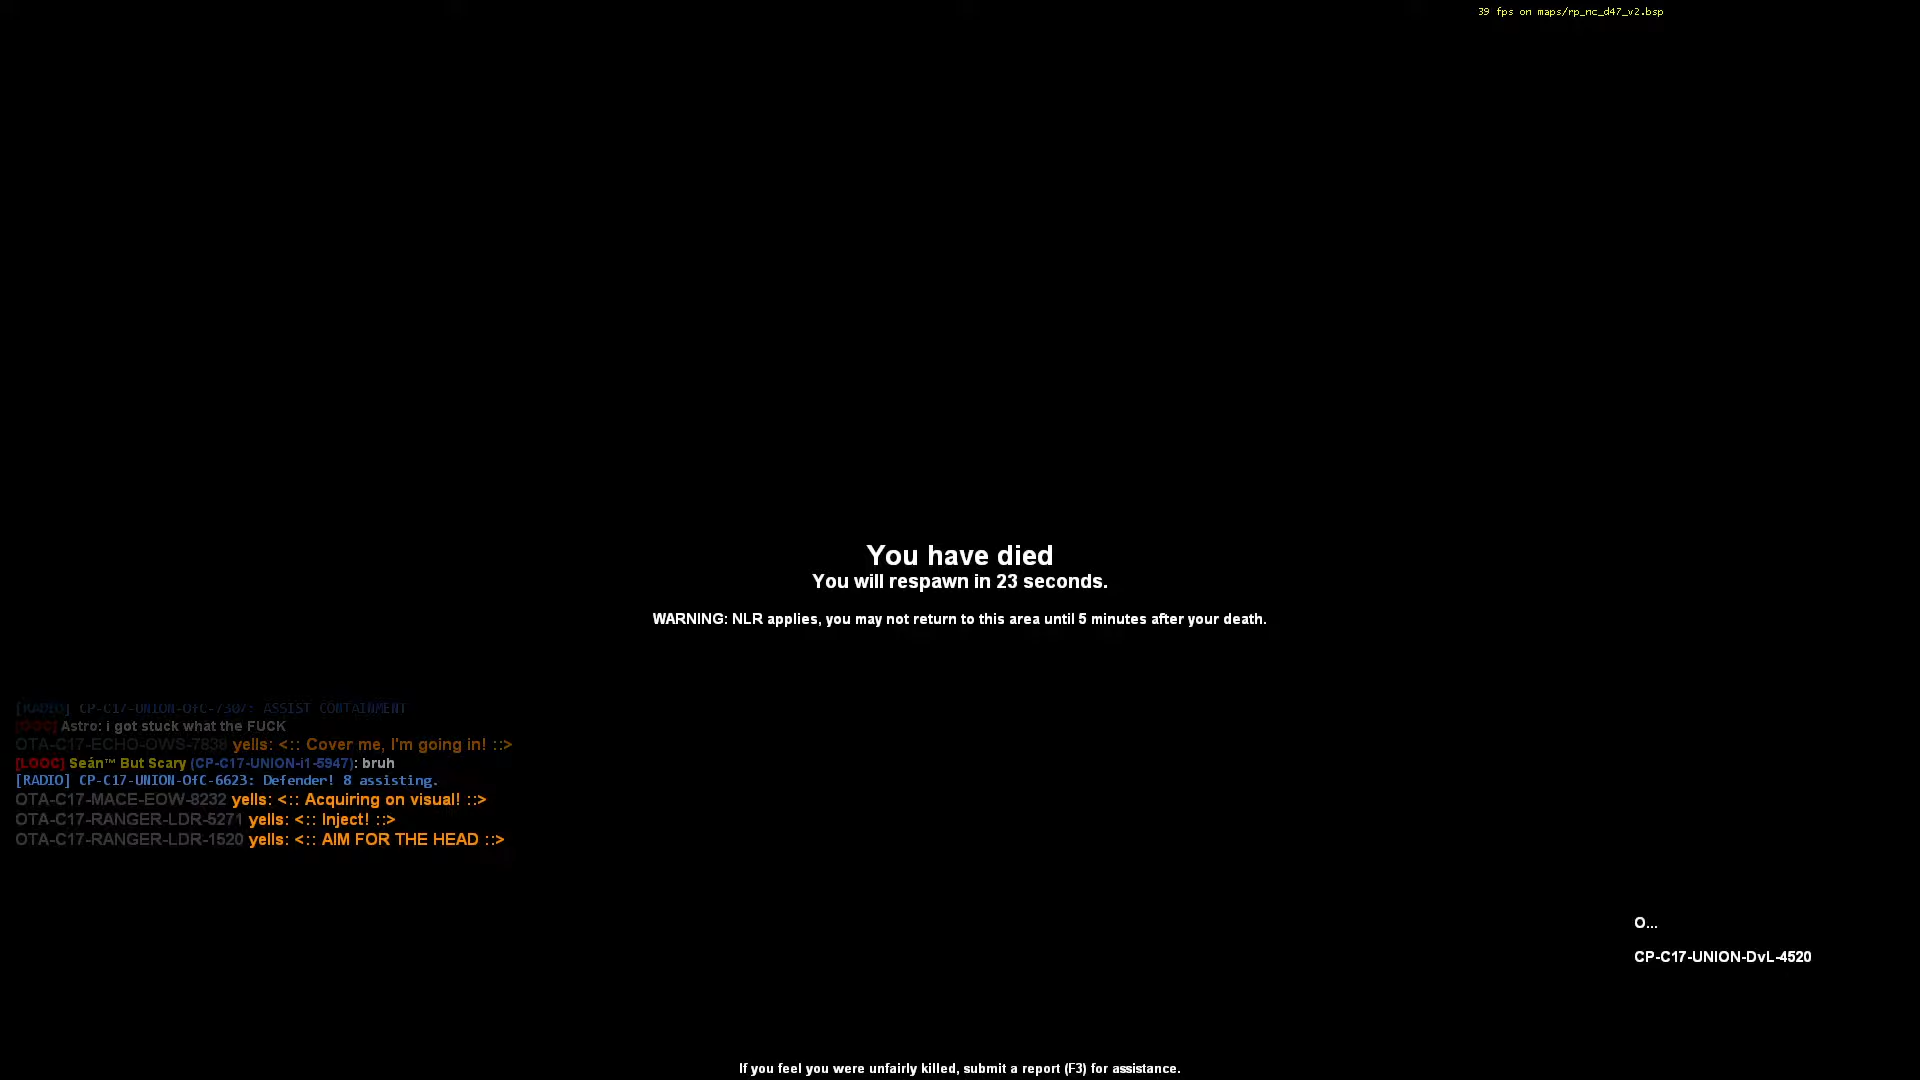 39 fps on maps/rp_nc_d47_v2.bsp
You have died
You will respawn in 23 seconds.
WARNING: NLR applies, you may not return to this area until 5 minutes after your death.
[RADIO] CP-C17-UNION-OfC-7307: ASSIST CONTAINMENT
[OOC] Astro: i got stuck what the FUCK
OTA-C17-ECHO-OWS-7838 yells: <:: Cover me, I'm going in! ::>
[LOOC] Seán™ But Scary (CP-C17-UNION-i1-5947): bruh
[RADIO] CP-C17-UNION-OfC-6623: Defender! 8 assisting.
OTA-C17-MACE-EOW-8232 yells: <:: Acquiring on visual! ::>
OTA-C17-RANGER-LDR-5271 yells: <:: Inject! ::>
OTA-C17-RANGER-LDR-1520 yells: <:: AIM FOR THE HEAD ::>
O...
CP-C17-UNION-DvL-4520
If you feel you were unfairly killed, submit a report (F3) for assistance.